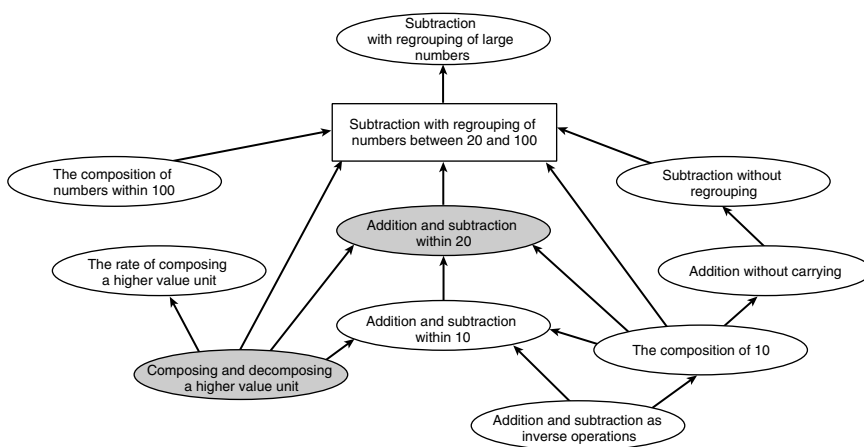 Subtraction
with regrouping of large
numbers
Subtraction with regrouping of
numbers between 20 and 100
The composition of
numbers within 100
Subtraction without
regrouping
Addition and subtraction
within 20
The rate of composing
a higher value unit
Addition without carrying
Addition and subtraction
within 10
The composition of 10
Composing and decomposing
a higher value unit
Addition and subtraction as
inverse operations